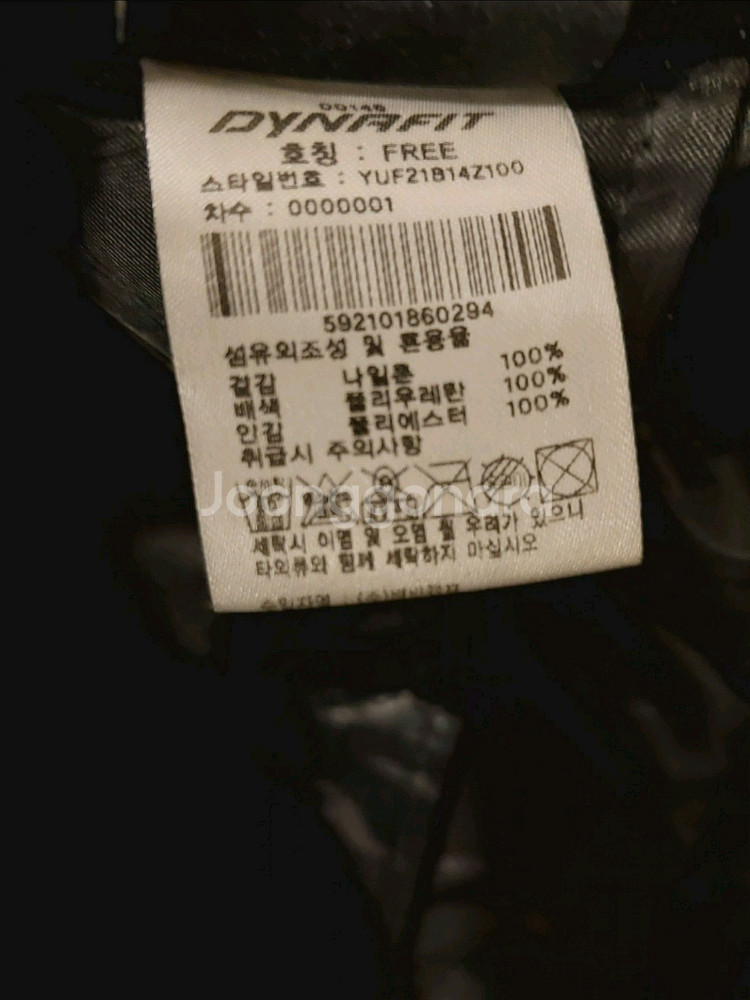 00146
DYNAFIT
호칭 : FREE
스타일번호 : YUF21B14Z100
차수 : 0000001
592101860294
섬유의조성 및 혼용율
겉감 나일론 100%
배색 폴리우레탄 100%
안감 폴리에스터 100%
취급시 주의사항
Joonggonara
세탁시 이염 및 오염 될 우려가 있으니
타의류와 함께 세탁하지 마십시오